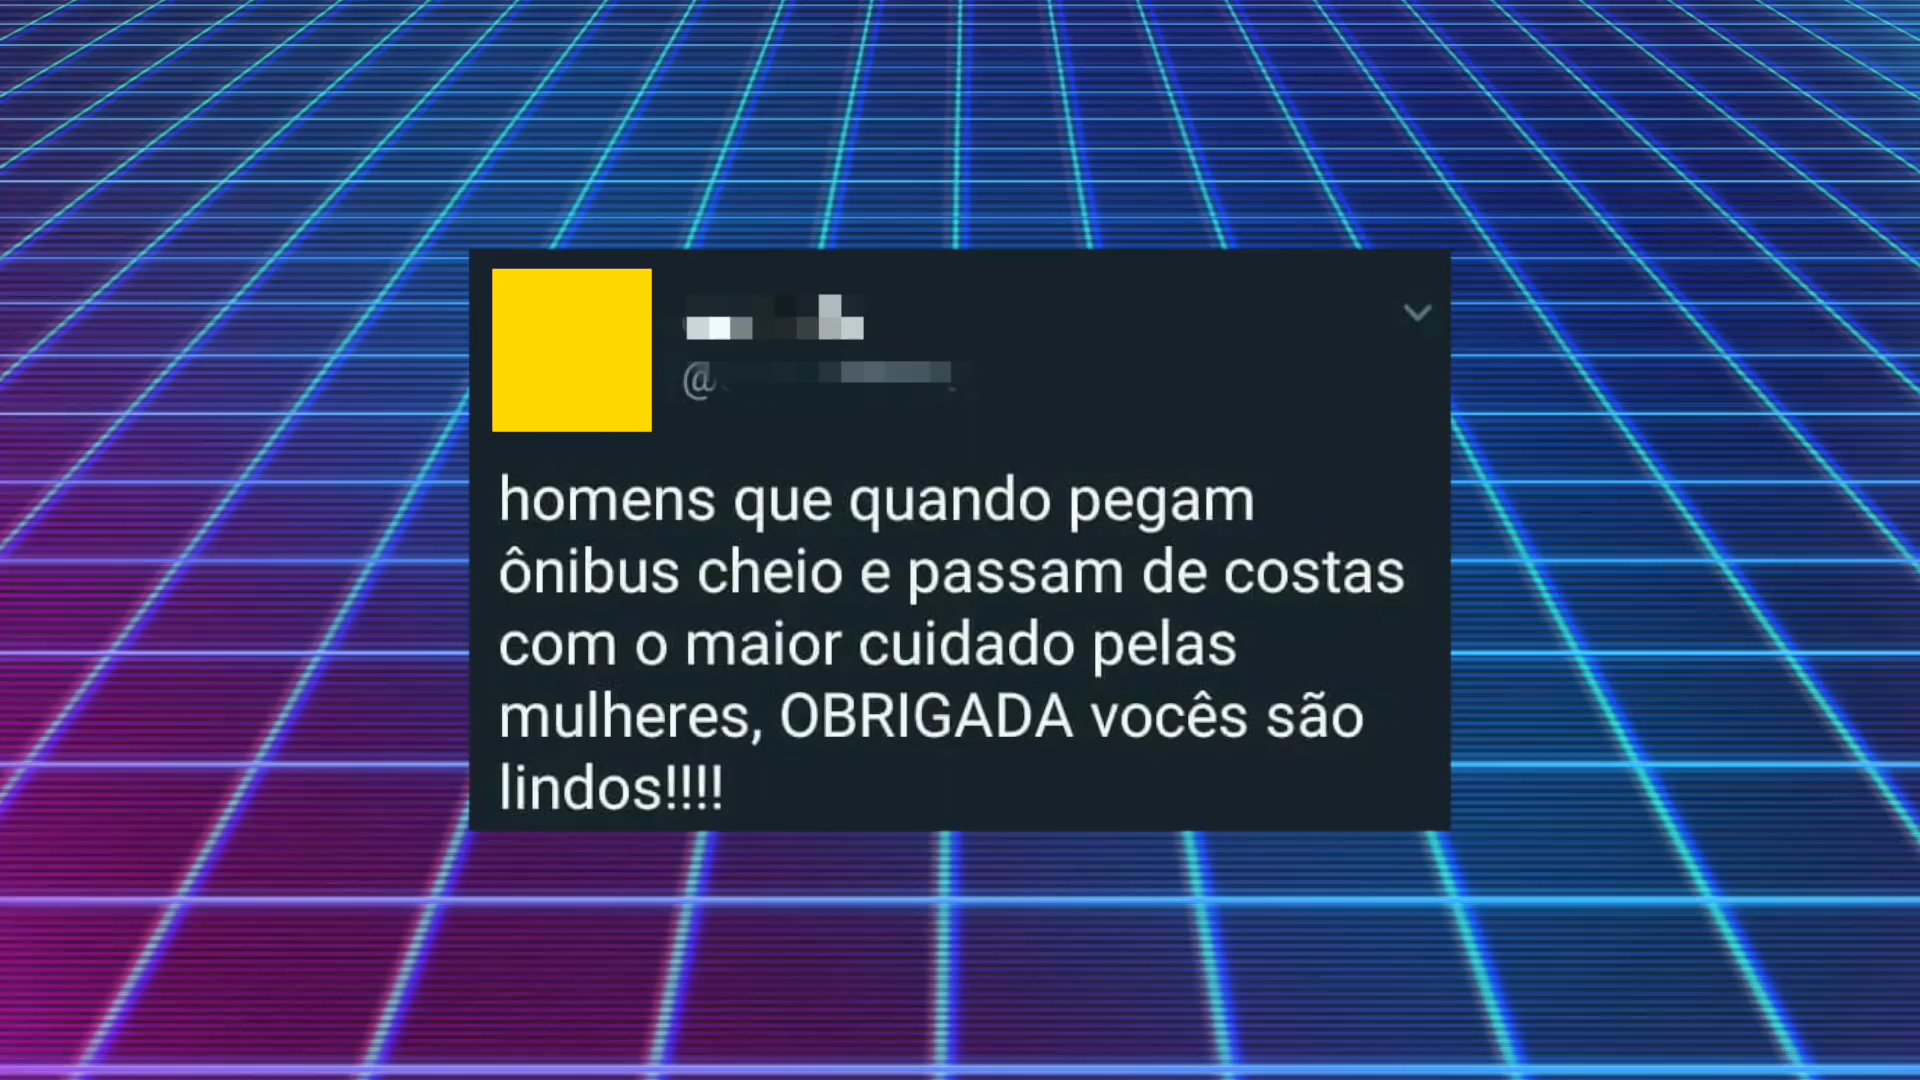 @
homens que quando pegam
ônibus cheio e passam de costas
com o maior cuidado pelas
mulheres, OBRIGADA vocês são
lindos!!!!